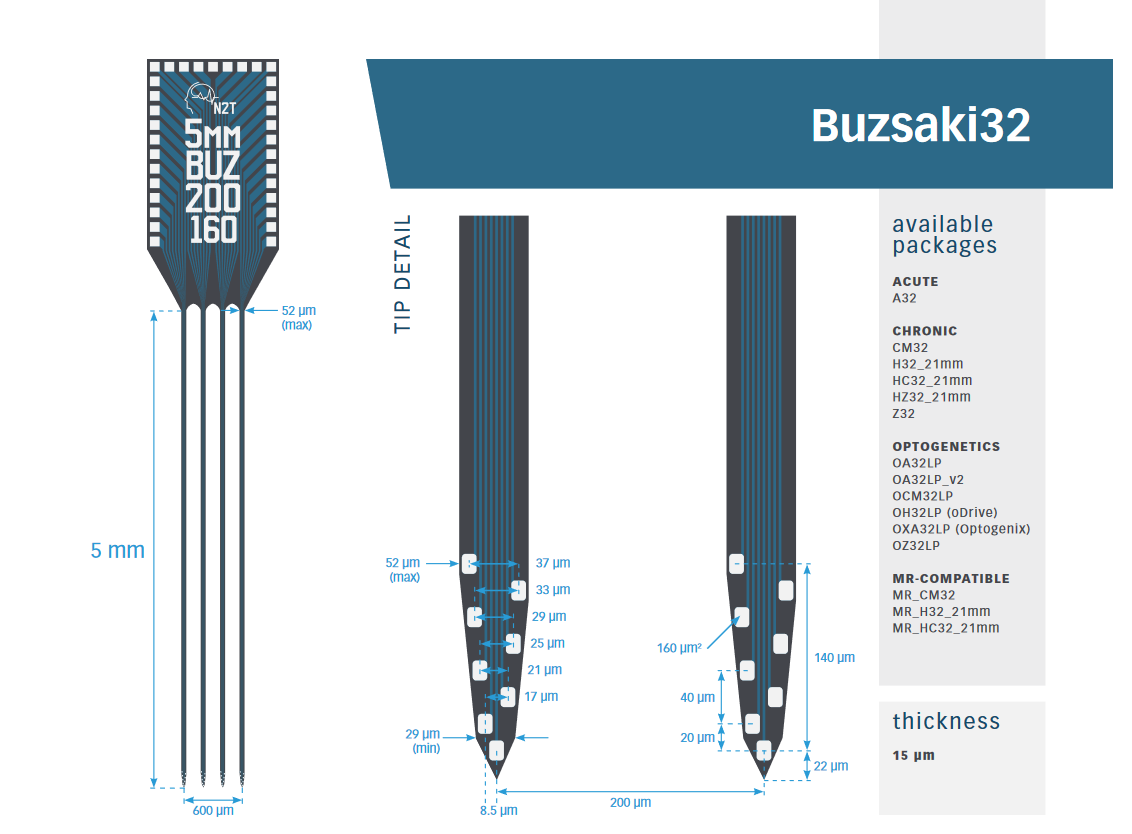 N2T
5MM
BUZ
200
160
52 µm
(max)
5 mm
600 µm
Buzsaki32
TIP DETAIL
52 µm
(max)
37 µm
33 µm
29 µm
25 µm
21 µm
17 µm
29 µm
(min)
8.5 µm
200 µm
160 µm²
40 µm
20 µm
140 µm
22 µm
available
packages
ACUTE
A32
CHRONIC
CM32
H32_21mm
HC32_21mm
HZ32_21mm
Z32
OPTOGENETICS
OA32LP
OA32LP_v2
OCM32LP
OH32LP (oDrive)
OXA32LP (Optogenix)
OZ32LP
MR-COMPATIBLE
MR_CM32
MR_H32_21mm
MR_HC32_21mm
thickness
15 µm